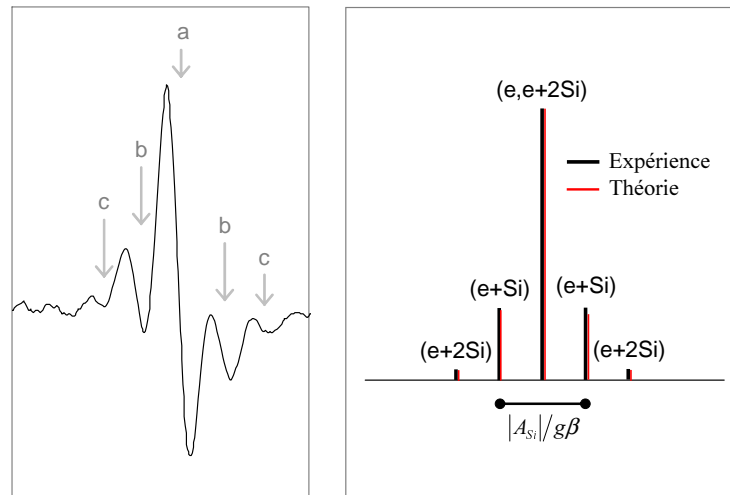 a
b
c
b
c
(e,e+2Si)
Expérience
Théorie
(e+Si) (e+Si)
(e+2Si) (e+2Si)
|A_Si|/gβ